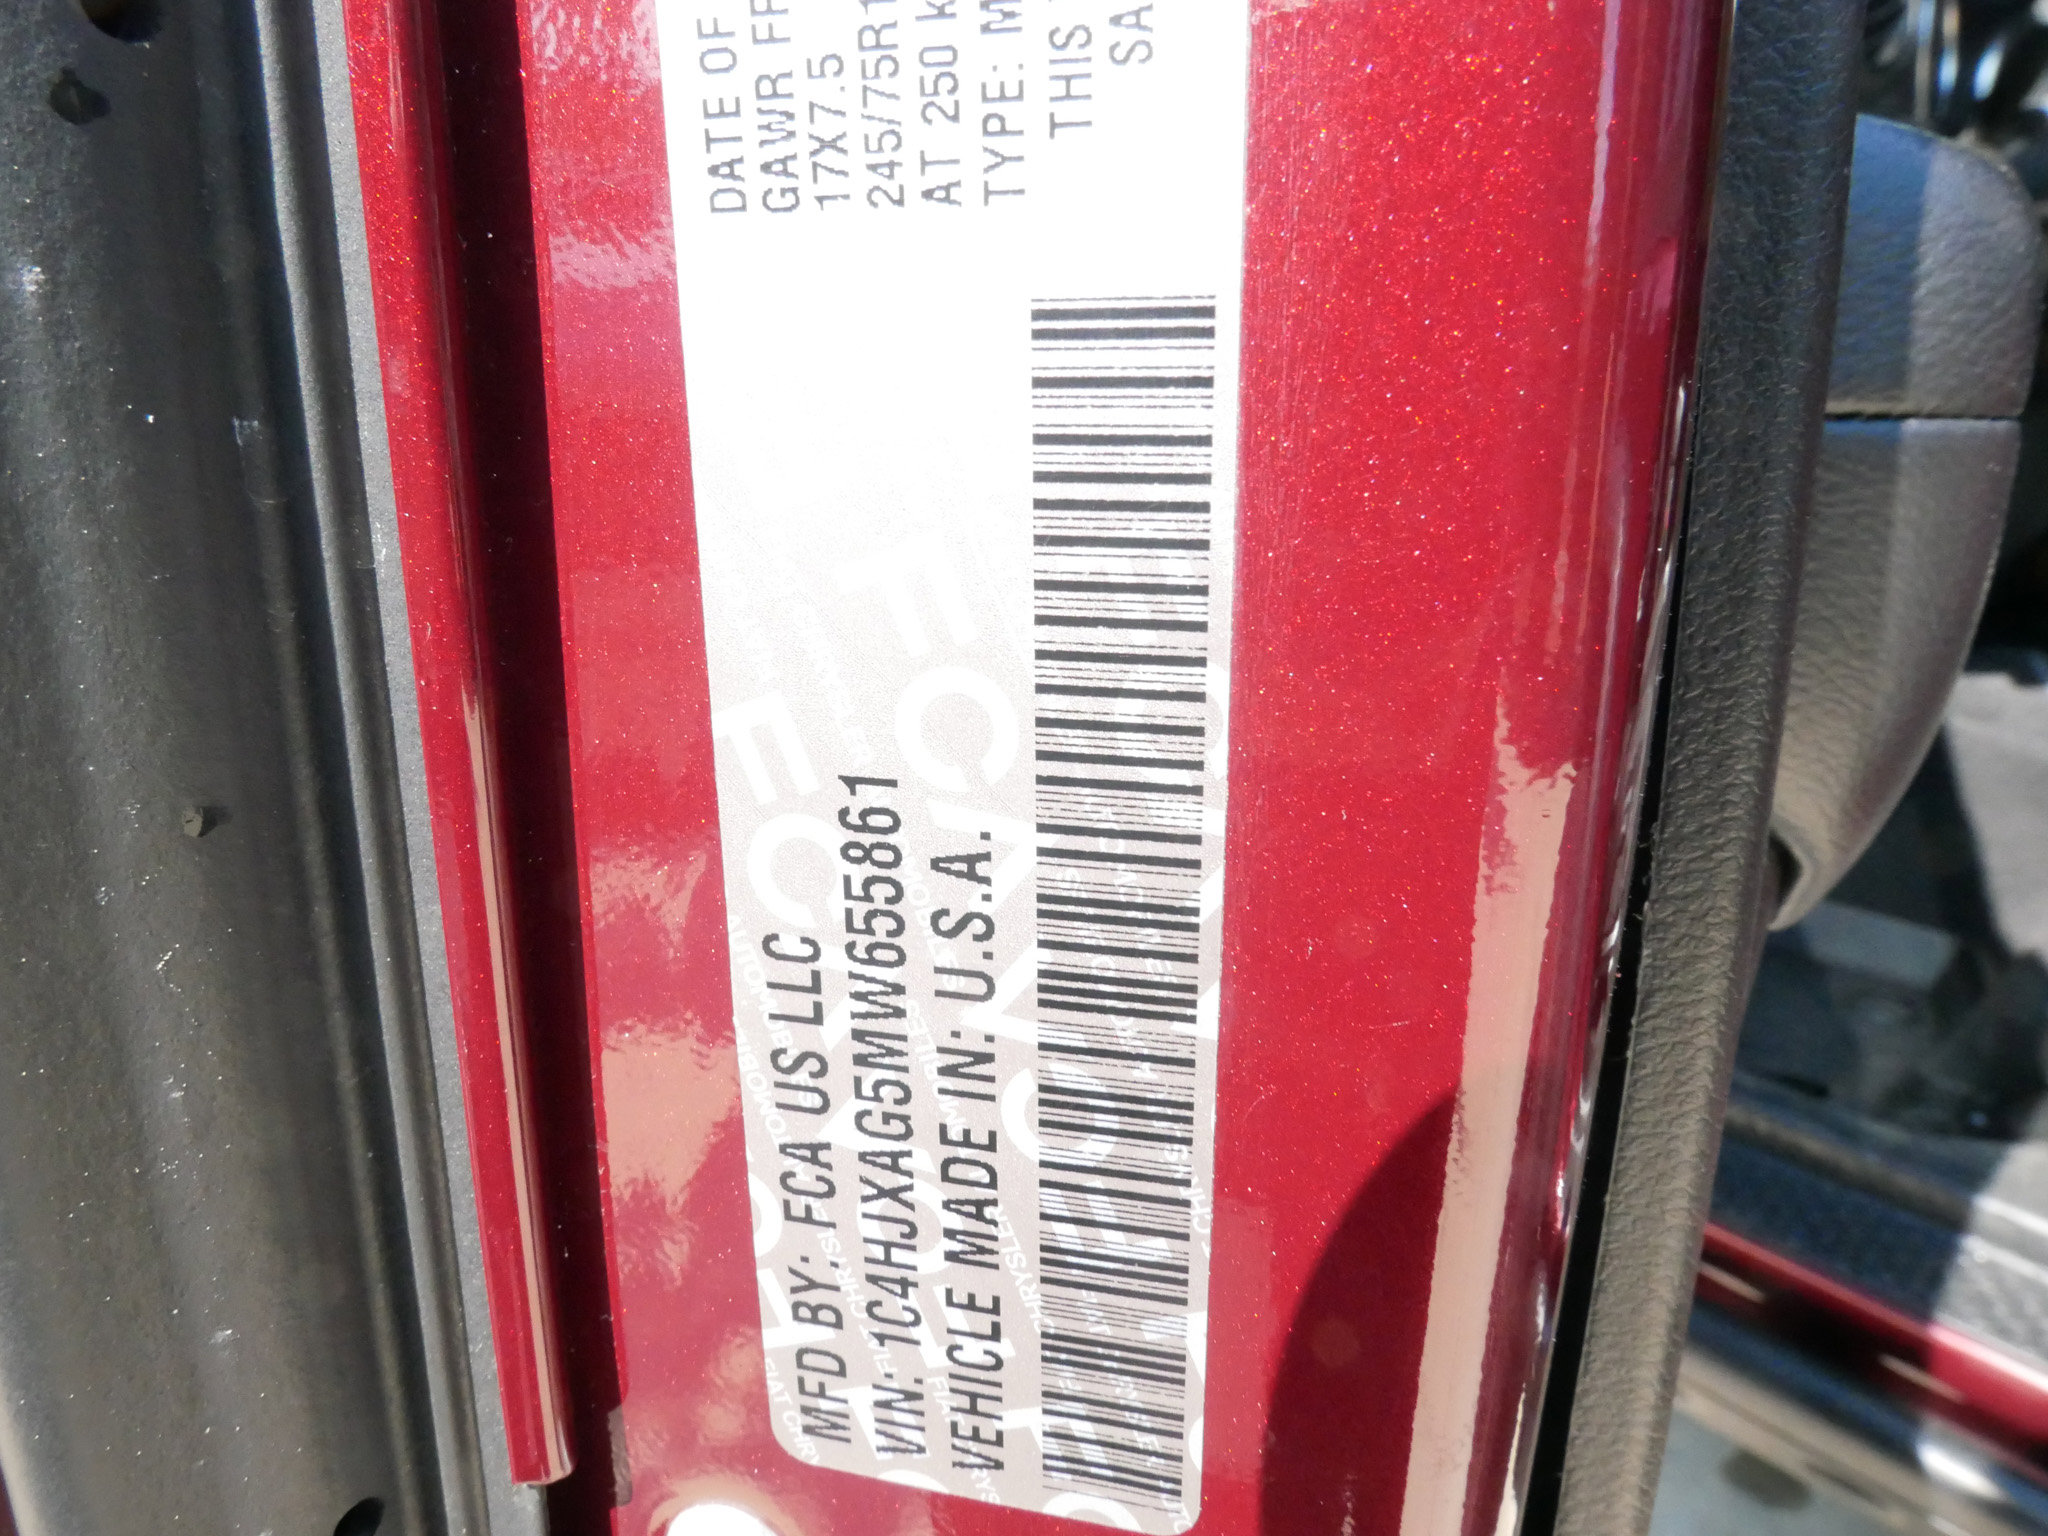 MFD BY: FCA US LLC
VIN: 1C4HJXAG5MW655861
VEHICLE MADE IN: U.S.A.
DATE OF
GAWR FR
17X7.5
245/75R1
AT 250 k
TYPE: M
THIS
SA